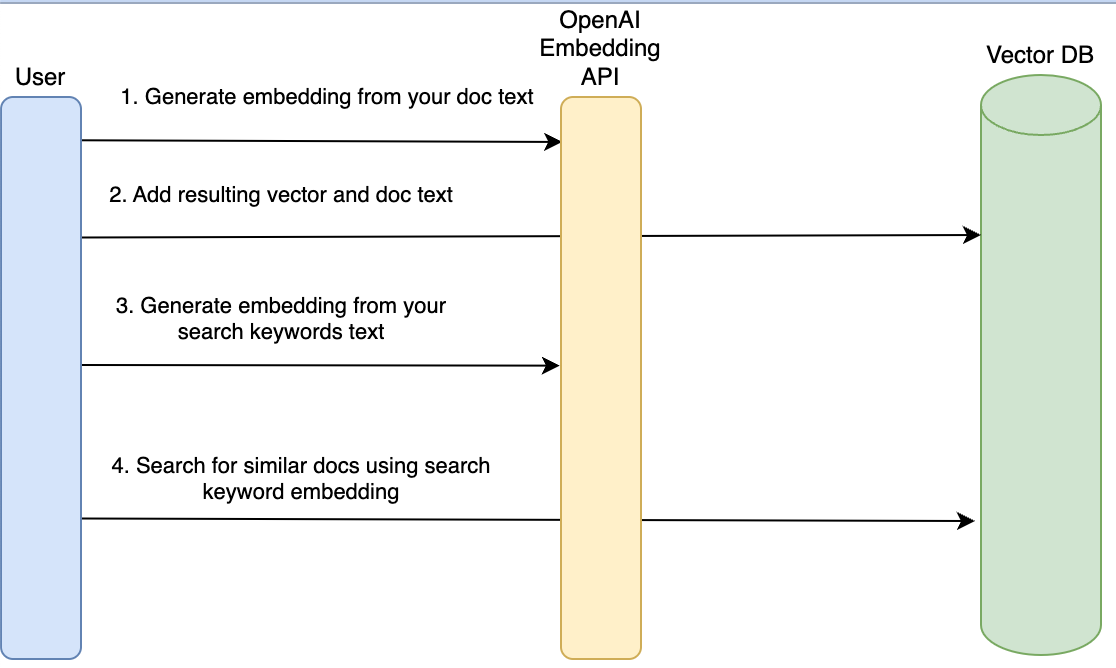 OpenAI
Embedding
API
Vector DB
User
1. Generate embedding from your doc text
2. Add resulting vector and doc text
3. Generate embedding from your
search keywords text
4. Search for similar docs using search
keyword embedding